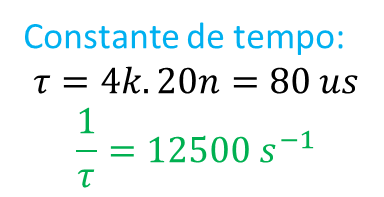 Constante de tempo:
τ = 4k. 20n = 80 us
1/τ = 12500 s⁻¹